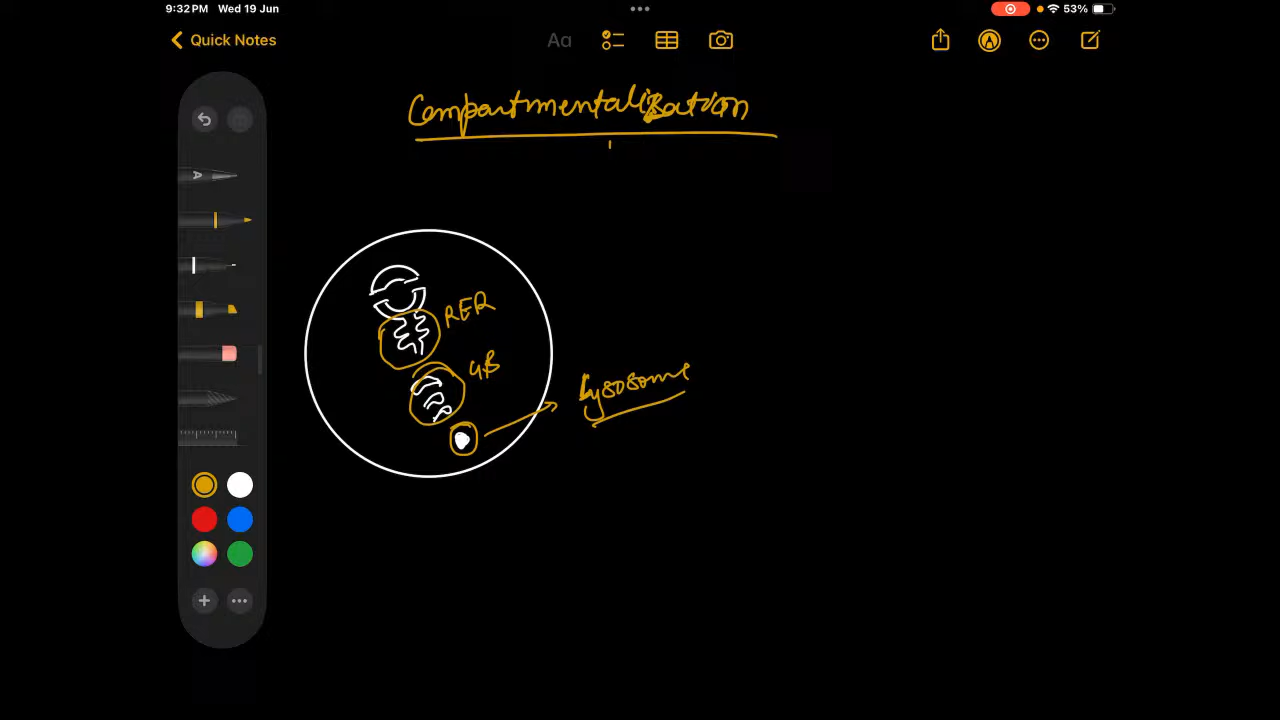 9:32 PM Wed 19 Jun
53%
Quick Notes
Aa
Compartmentalization
RER
GB
Lysosome
A